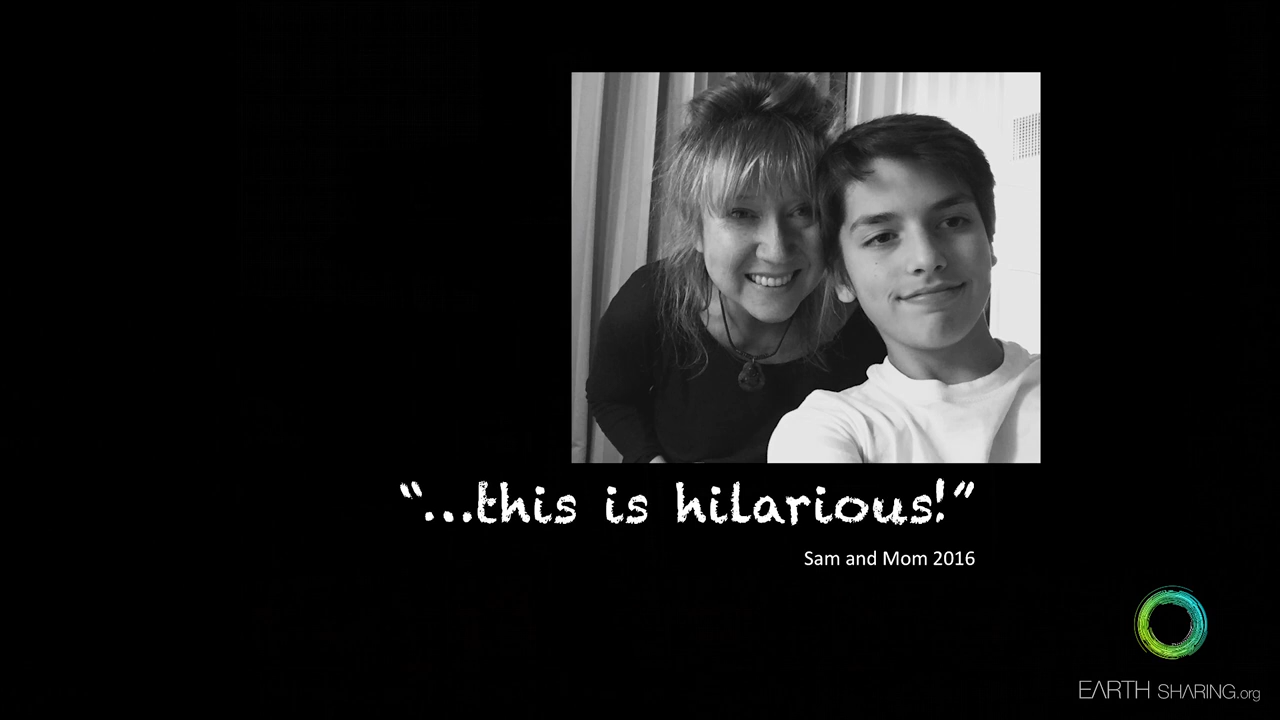 “...this is hilarious!”
Sam and Mom 2016
EARTH SHARING.org